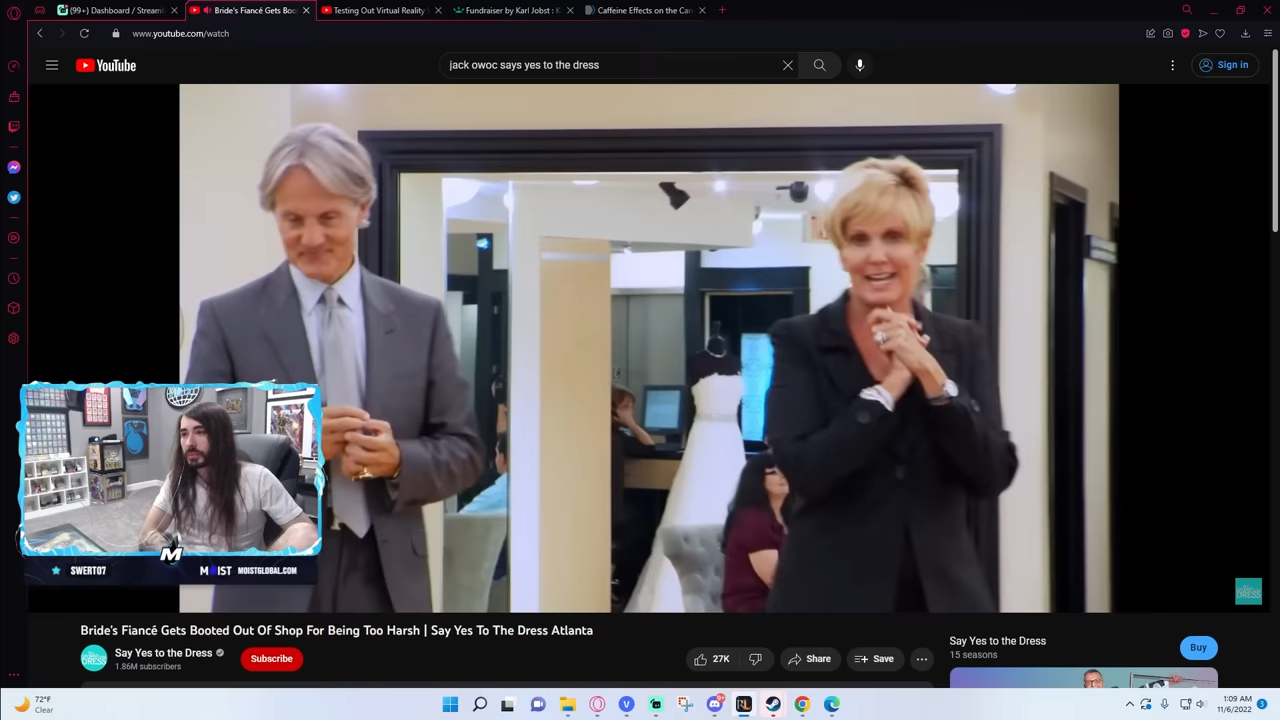 (99+) Dashboard / Streamla
Bride's Fiancé Gets Boo
Testing Out Virtual Reality
Fundraiser by Karl Jobst : K
Caffeine Effects on the Car
www.youtube.com/watch
YouTube
jack owoc says yes to the dress
Sign in
SWERT07
M
MOIST
MOISTGLOBAL.COM
DRESS
Bride's Fiancé Gets Booted Out Of Shop For Being Too Harsh | Say Yes To The Dress Atlanta
Say Yes to the Dress
1.86M subscribers
Subscribe
27K
Share
Save
Say Yes to the Dress
15 seasons
Buy
72°F
Clear
1:09 AM
11/6/2022
3